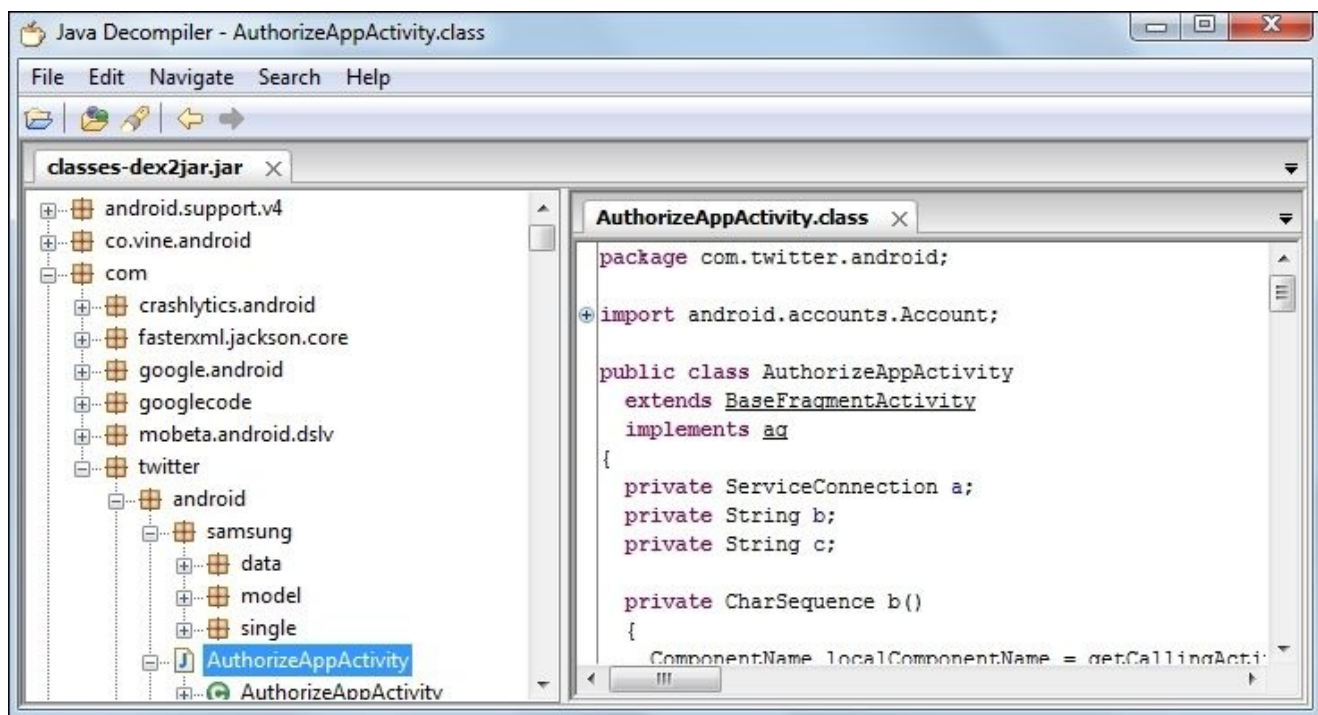 Java Decompiler - AuthorizeAppActivity.class
File Edit Navigate Search Help
classes-dex2jar.jar
android.support.v4
co.vine.android
com
crashlytics.android
fasterxml.jackson.core
google.android
googlecode
mobeta.android.dslv
twitter
android
samsung
data
model
single
AuthorizeAppActivity
AuthorizeAppActivity
AuthorizeAppActivity.class
package com.twitter.android;
import android.accounts.Account;
public class AuthorizeAppActivity
extends BaseFragmentActivity
implements aq
{
private ServiceConnection a;
private String b;
private String c;
private CharSequence b()
{
ComponentName localComponentName = getCallingActi